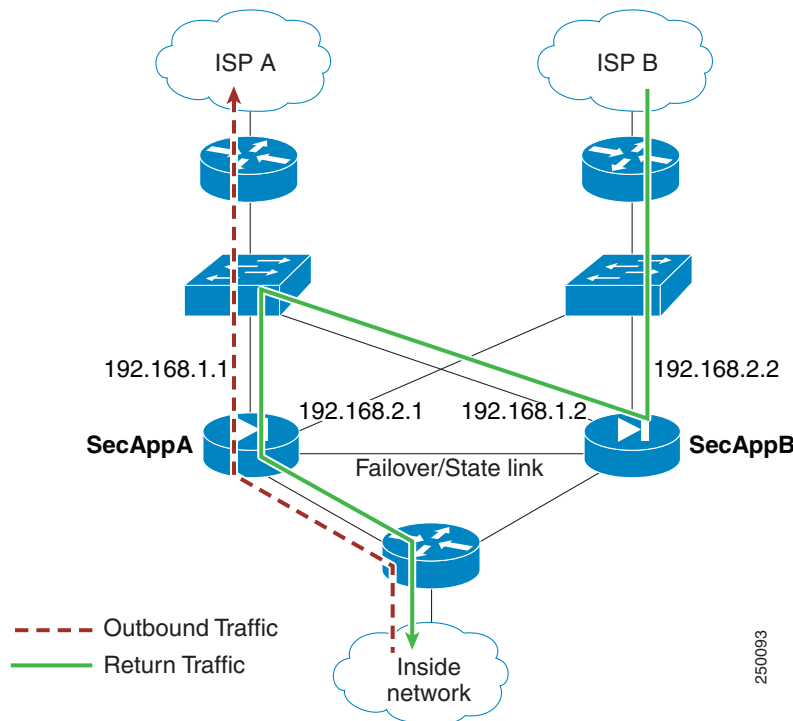 ISP A
ISP B
192.168.1.1
192.168.2.2
192.168.2.1
192.168.1.2
SecAppA
SecAppB
Failover/State link
Outbound Traffic
Return Traffic
Inside
network
250093